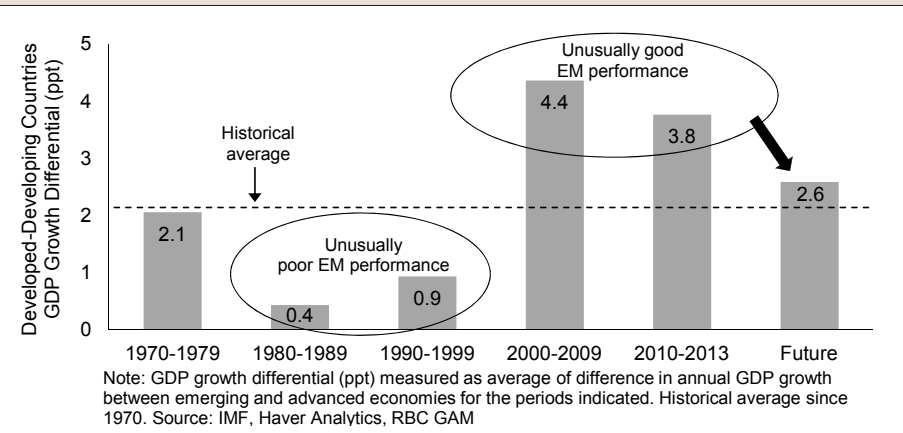 Developed-Developing Countries
GDP Growth Differential (ppt)
5
4
3
2
1
0
Historical
average
Unusually good
EM performance
Unusually
poor EM performance
2.1
0.4
0.9
4.4
3.8
2.6
1970-1979 1980-1989 1990-1999 2000-2009 2010-2013 Future
Note: GDP growth differential (ppt) measured as average of difference in annual GDP growth
between emerging and advanced economies for the periods indicated. Historical average since
1970. Source: IMF, Haver Analytics, RBC GAM